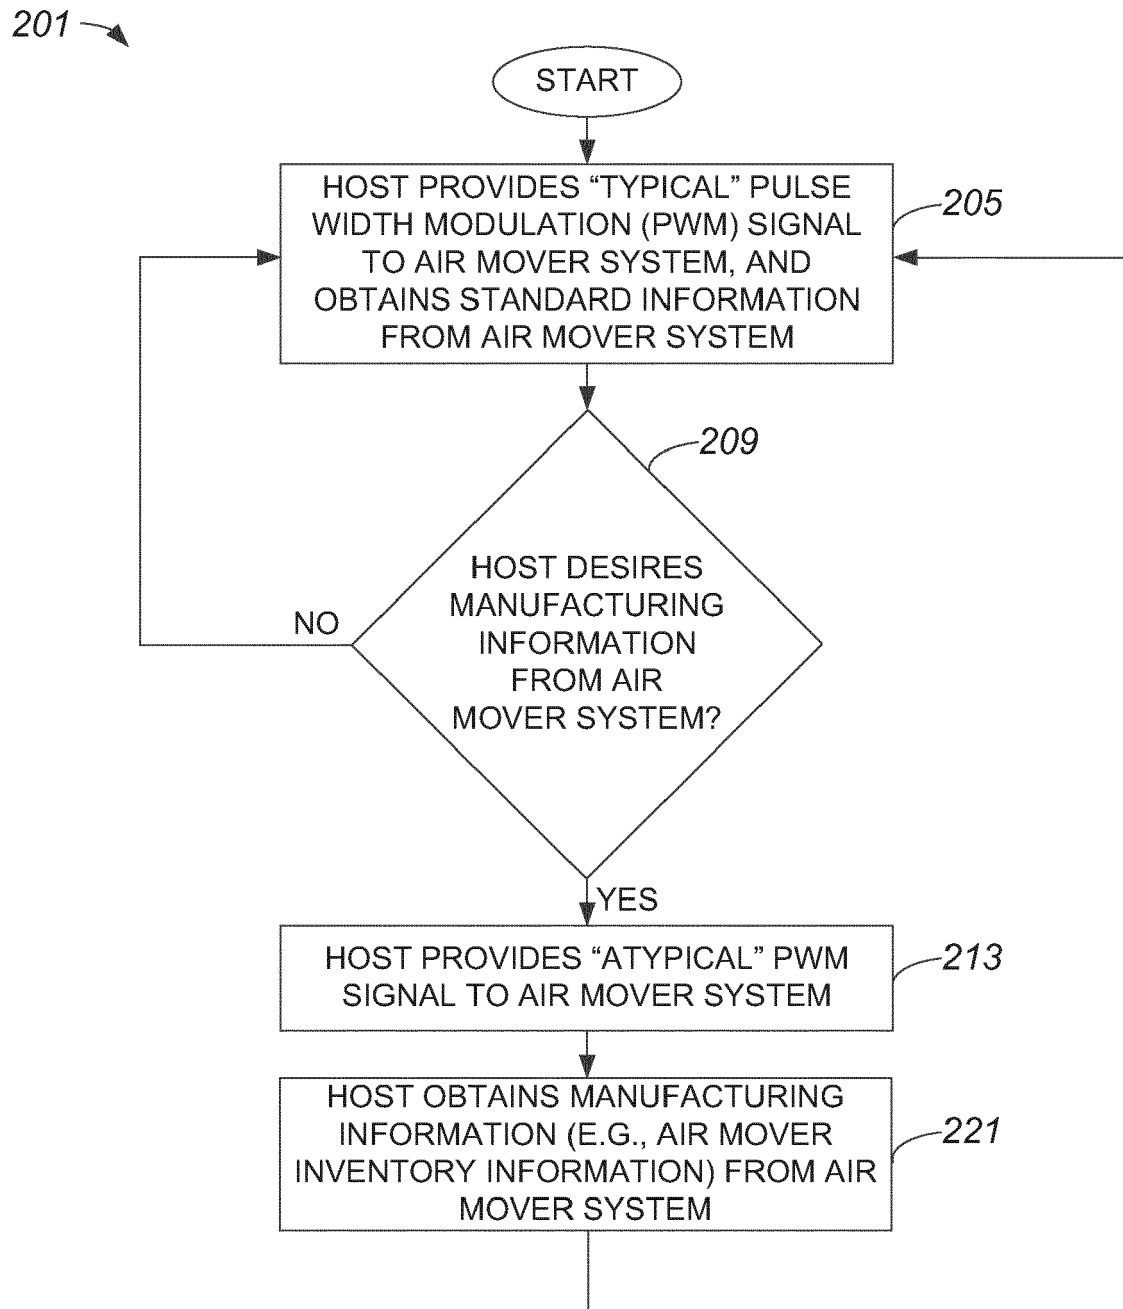 201
START
HOST PROVIDES “TYPICAL” PULSE
WIDTH MODULATION (PWM) SIGNAL
TO AIR MOVER SYSTEM, AND
OBTAINS STANDARD INFORMATION
FROM AIR MOVER SYSTEM
205
209
HOST DESIRES
MANUFACTURING
INFORMATION
FROM AIR
MOVER SYSTEM?
NO
YES
HOST PROVIDES “ATYPICAL” PWM
SIGNAL TO AIR MOVER SYSTEM
213
HOST OBTAINS MANUFACTURING
INFORMATION (E.G., AIR MOVER
INVENTORY INFORMATION) FROM AIR
MOVER SYSTEM
221